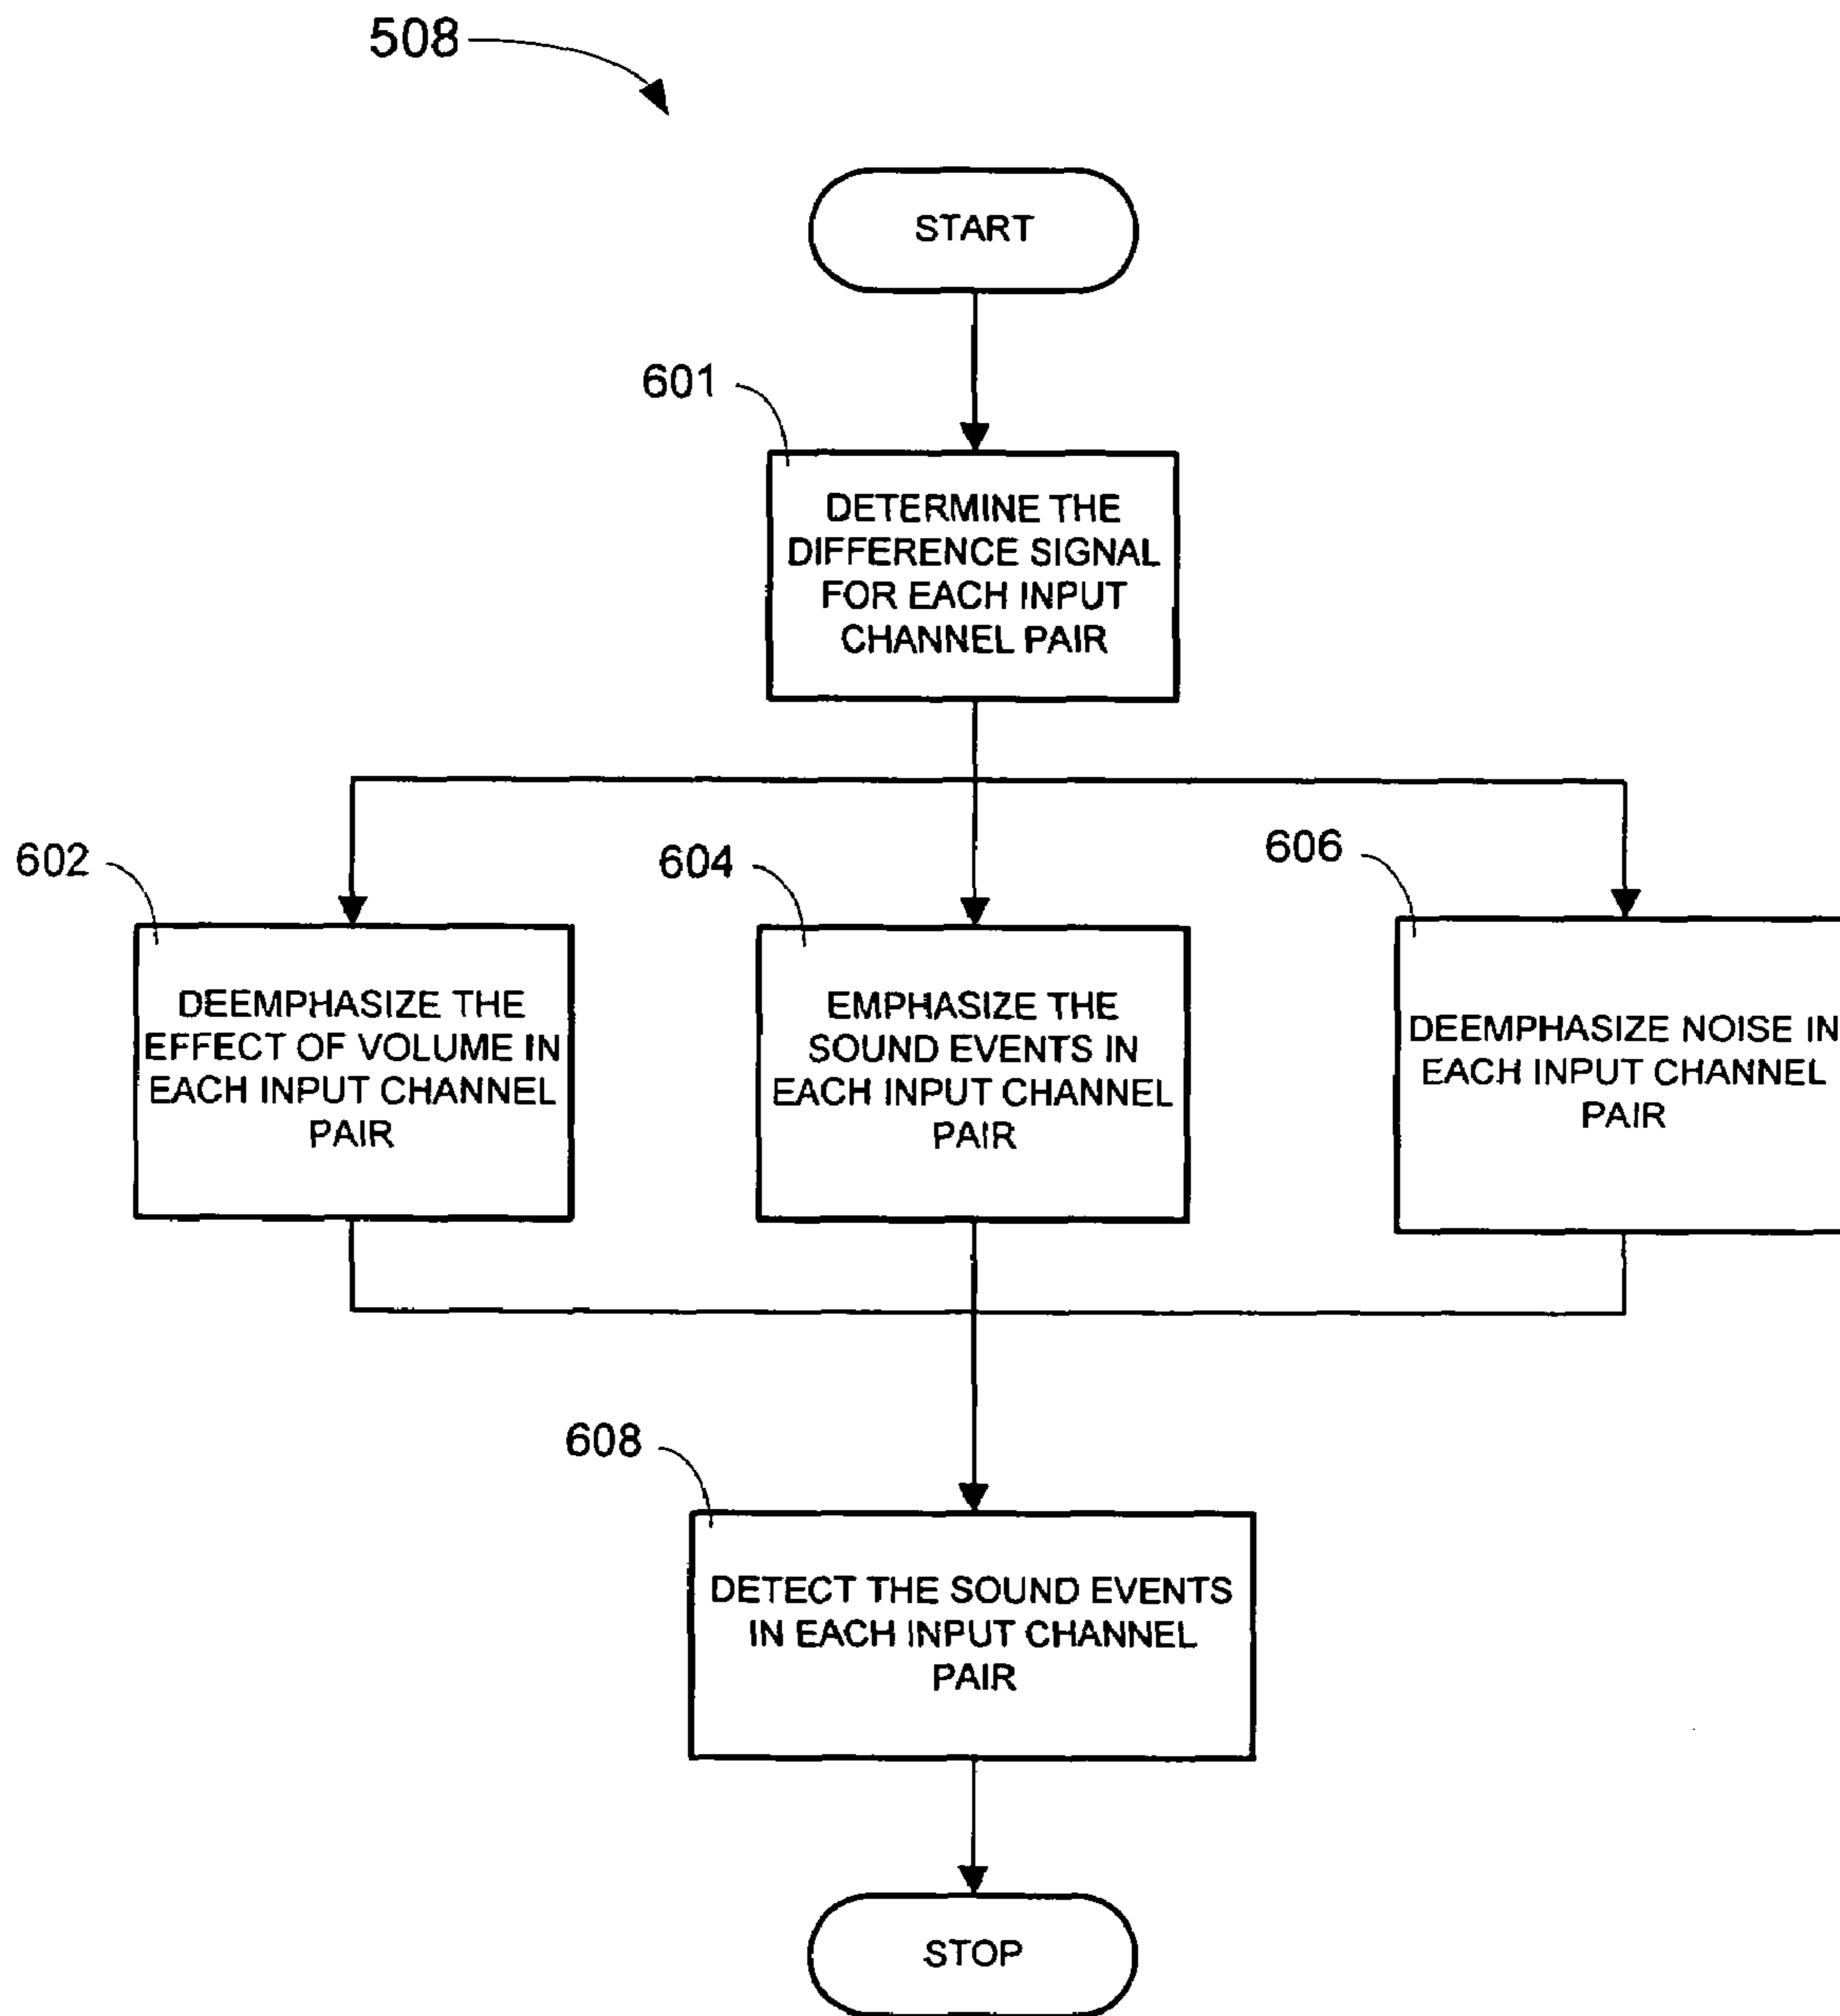 508
START
601
DETERMINE THE
DIFFERENCE SIGNAL
FOR EACH INPUT
CHANNEL PAIR
602
DEEMPHASIZE THE
EFFECT OF VOLUME IN
EACH INPUT CHANNEL
PAIR
604
EMPHASIZE THE
SOUND EVENTS IN
EACH INPUT CHANNEL
PAIR
606
DEEMPHASIZE NOISE IN
EACH INPUT CHANNEL
PAIR
608
DETECT THE SOUND EVENTS
IN EACH INPUT CHANNEL
PAIR
STOP